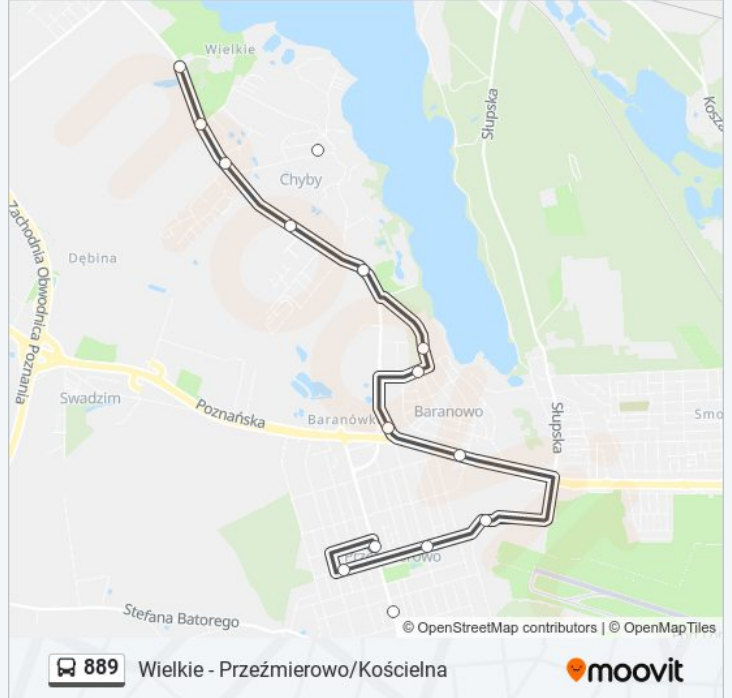 Wielkie
Słupska
Chyby
Zachodnia Obwodnica Poznania
Dębina
Swadzim
Poznańska
Baranówk
Baranowo
Słupska
Smo
Stefana Batorego
© OpenStreetMap contributors | © OpenMapTiles
889 Wielkie - Przeźmierowo/Kościelna
moovit